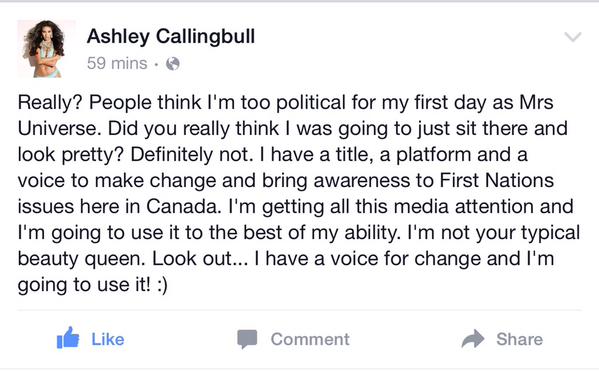 Ashley Callingbull
59 mins ·
Really? People think I'm too political for my first day as Mrs
Universe. Did you really think I was going to just sit there and
look pretty? Definitely not. I have a title, a platform and a
voice to make change and bring awareness to First Nations
issues here in Canada. I'm getting all this media attention and
I'm going to use it to the best of my ability. I'm not your typical
beauty queen. Look out... I have a voice for change and I'm
going to use it! :)
Like Comment Share